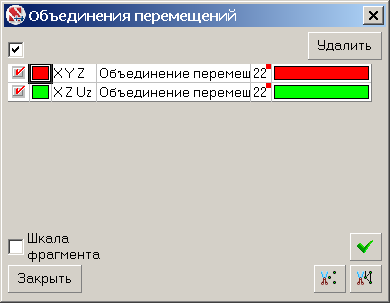 Объединения перемещений
Удалить
X Y Z Объединение перемещ 22
X Z Uz Объединение перемещ 22
Шкала
фрагмента
Закрыть